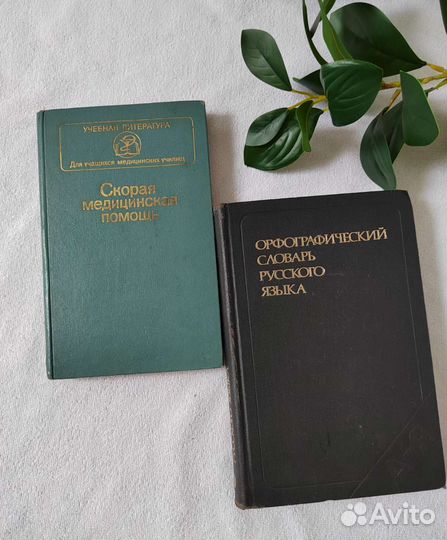 УЧЕБНАЯ ЛИТЕРАТУРА
Для учащихся медицинских училищ
Скорая
медицинская
помощь
ОРФОГРАФИЧЕСКИЙ
СЛОВАРЬ
РУССКОГО
ЯЗЫКА
Avito